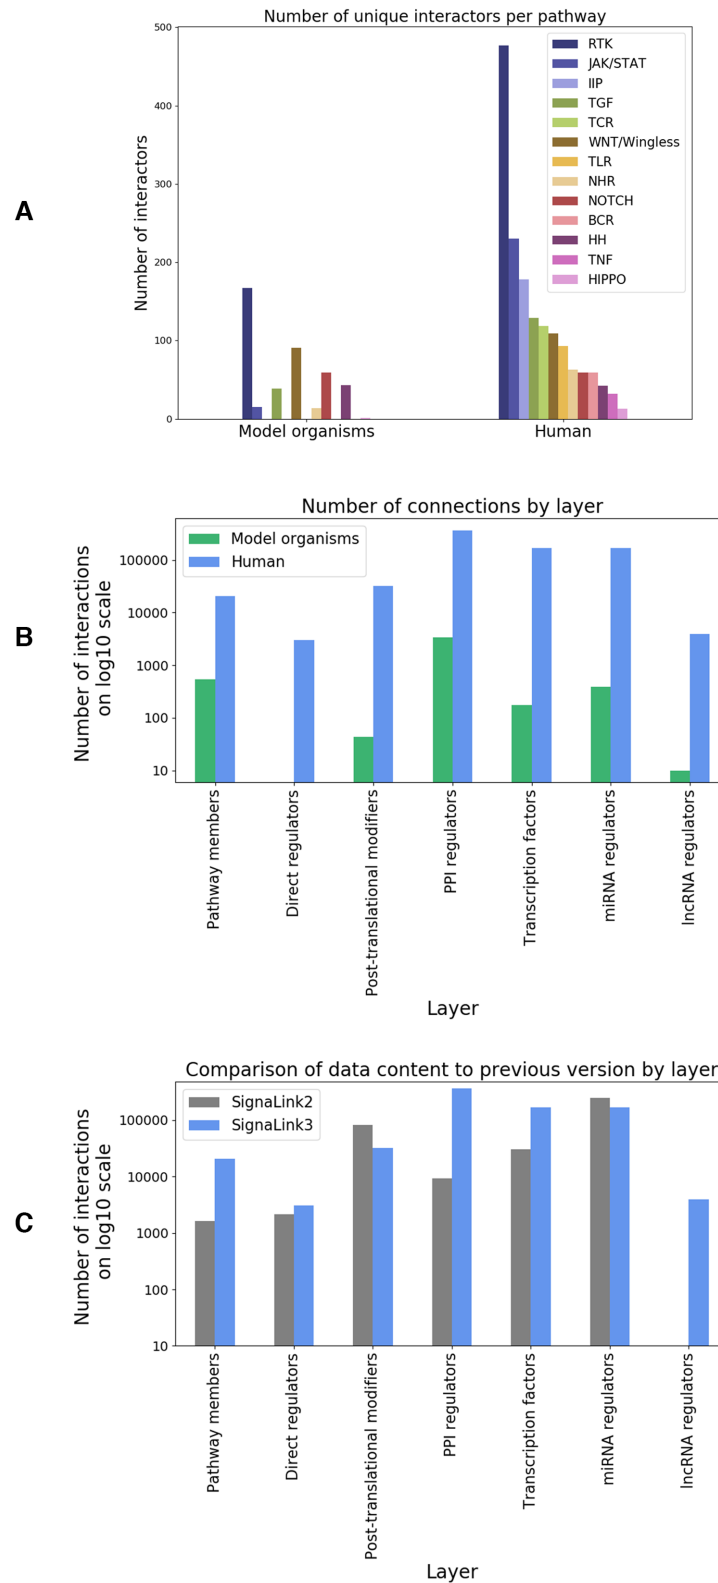 A
Number of unique interactors per pathway
Number of interactors
500
400
300
200
100
0
RTK
JAK/STAT
IIP
TGF
TCR
WNT/Wingless
TLR
NHR
NOTCH
BCR
HH
TNF
HIPPO
Model organisms
Human
B
Number of connections by layer
Number of interactions
on log10 scale
100000
10000
1000
100
10
Model organisms
Human
Pathway members
Direct regulators
Post-translational modifiers
PPI regulators
Transcription factors
miRNA regulators
lncRNA regulators
Layer
C
Comparison of data content to previous version by layer
Number of interactions
on log10 scale
100000
10000
1000
100
10
SignaLink2
SignaLink3
Pathway members
Direct regulators
Post-translational modifiers
PPI regulators
Transcription factors
miRNA regulators
lncRNA regulators
Layer